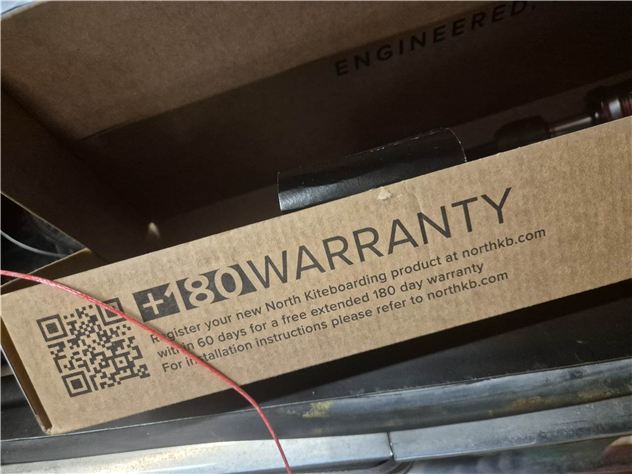 ENGINEERED.
+180 WARRANTY
Register your new North Kiteboarding product at northkb.com
within 60 days for a free extended 180 day warranty
For installation instructions please refer to northkb.com